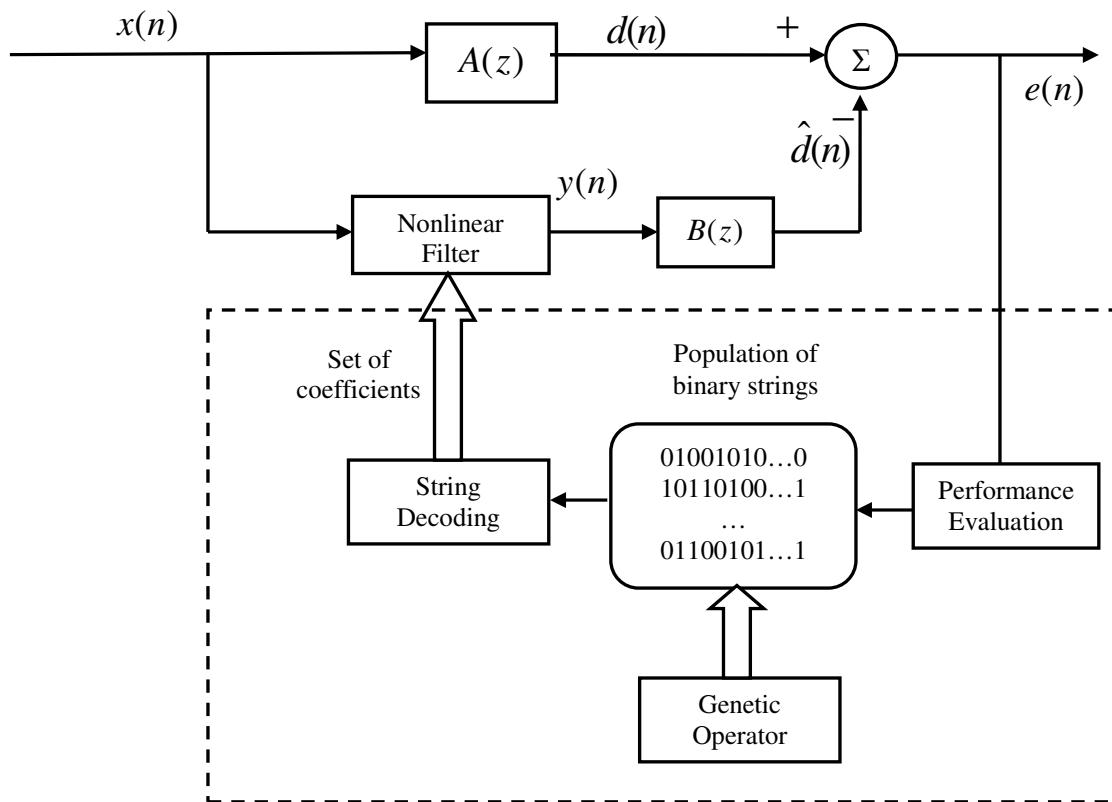 x(n)
A(z)
d(n)
+
Σ
e(n)
−
d̂(n)
y(n)
Nonlinear
Filter
B(z)
Set of
coefficients
Population of
binary strings
String
Decoding
01001010…0
10110100…1
…
01100101…1
Performance
Evaluation
Genetic
Operator